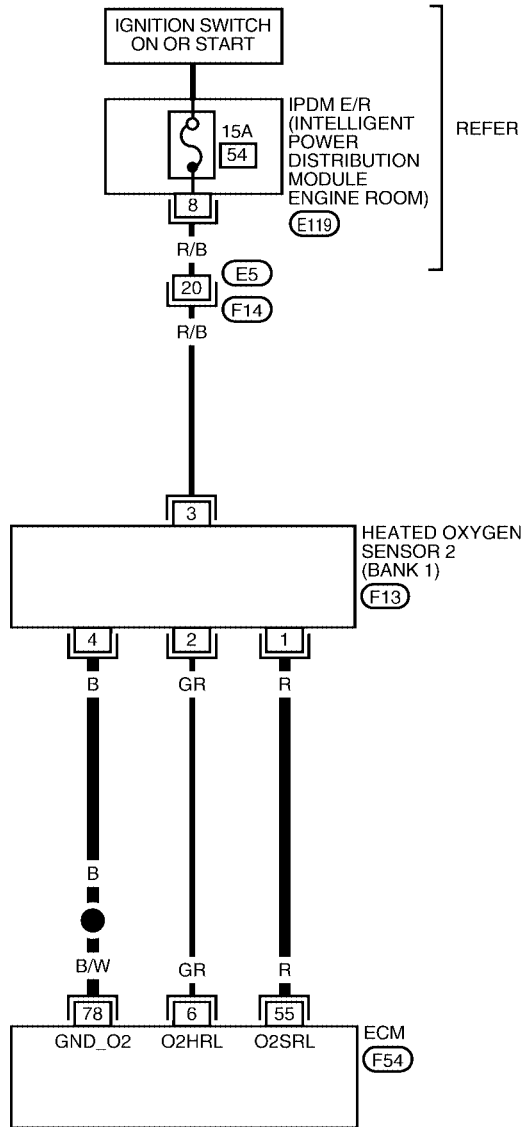 IGNITION SWITCH
ON OR START
IPDM E/R
(INTELLIGENT
POWER
DISTRIBUTION
MODULE
ENGINE ROOM)
E119
REFER
15A
54
8
R/B
20
E5
F14
R/B
3
HEATED OXYGEN
SENSOR 2
(BANK 1)
F13
4 2 1
B GR R
B
B/W GR R
78 6 55
GND_O2 O2HRL O2SRL
ECM
F54